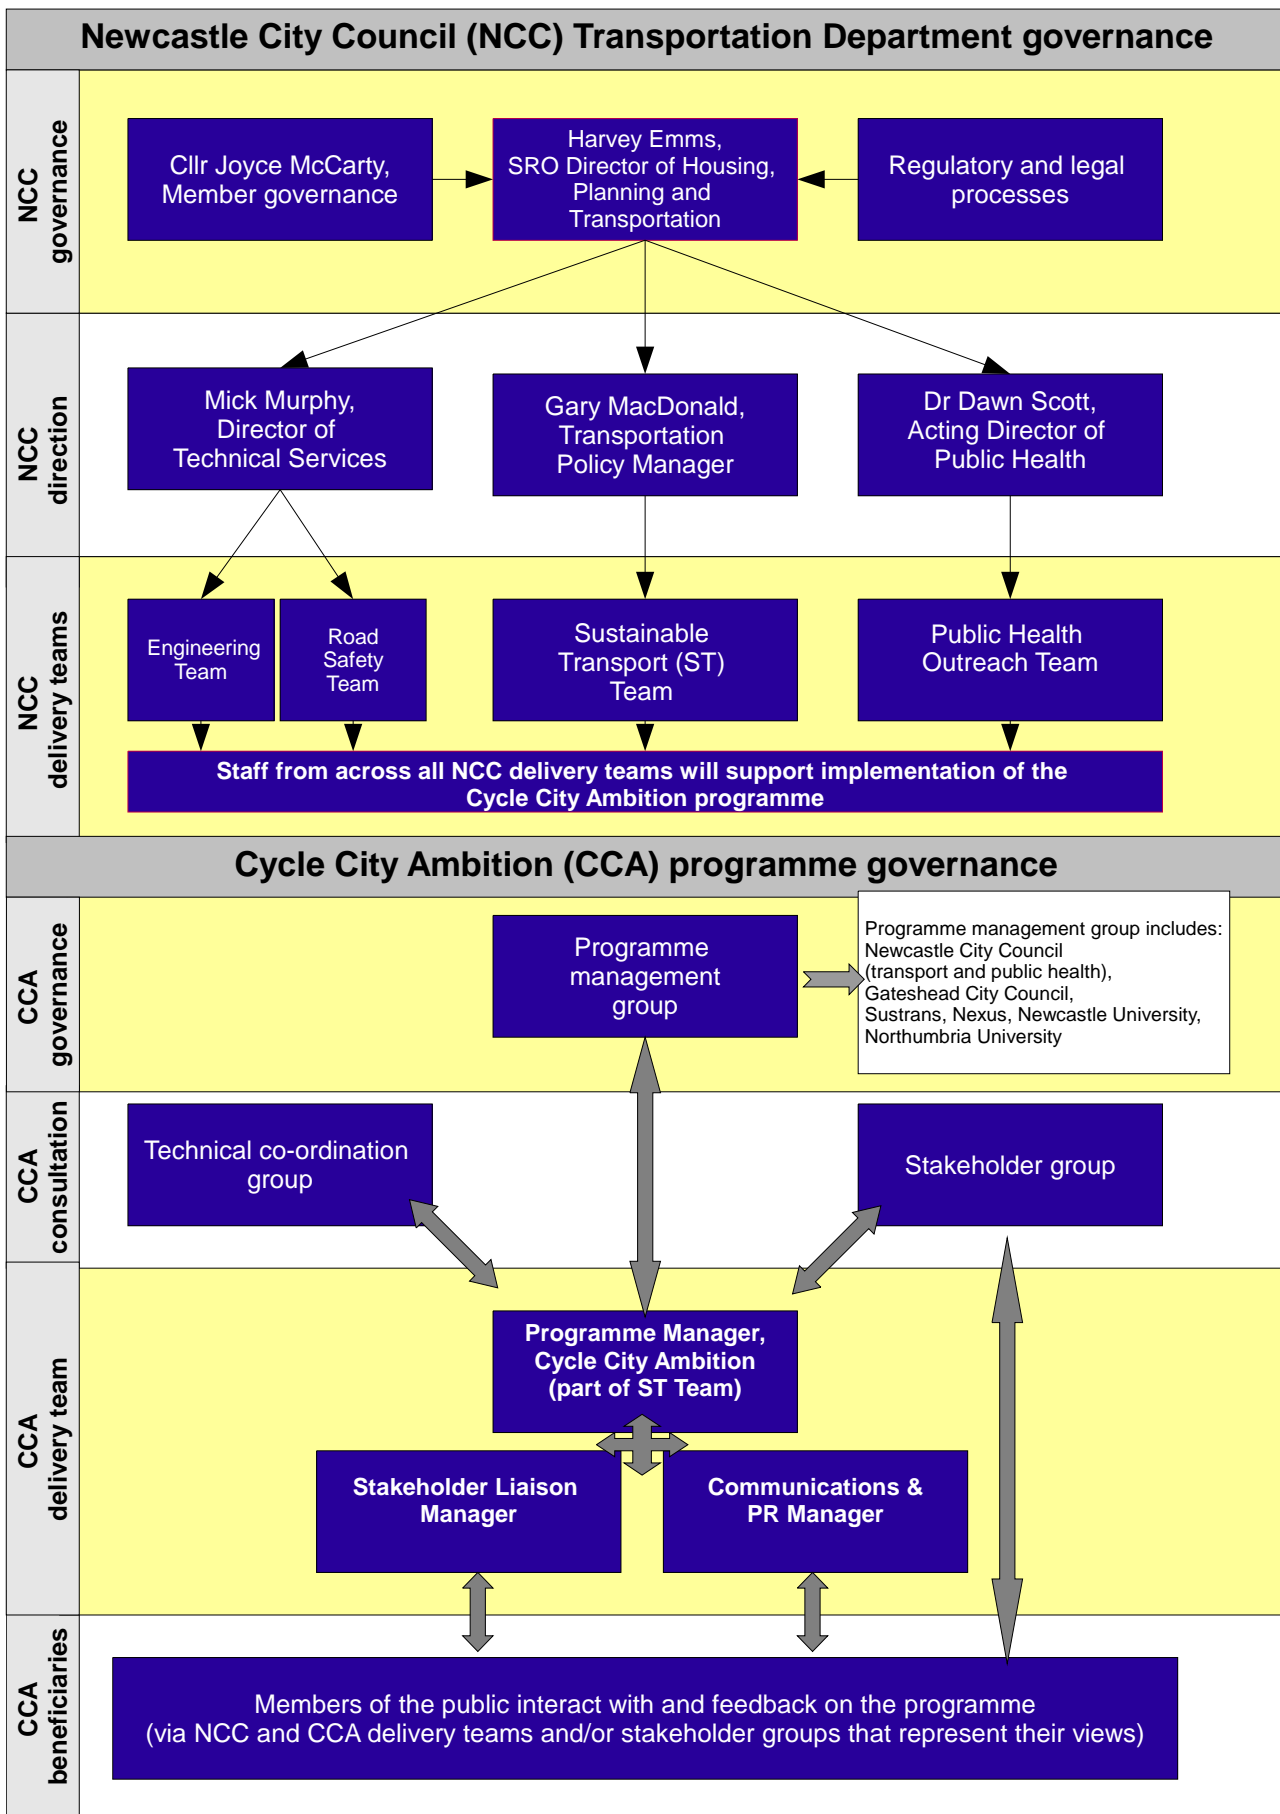 Newcastle City Council (NCC) Transportation Department governance
NCC
governance
Cllr Joyce McCarty,
Member governance
Harvey Emms,
SRO Director of Housing,
Planning and
Transportation
Regulatory and legal
processes
NCC
direction
Mick Murphy,
Director of
Technical Services
Gary MacDonald,
Transportation
Policy Manager
Dr Dawn Scott,
Acting Director of
Public Health
NCC
delivery teams
Engineering
Team
Road
Safety
Team
Sustainable
Transport (ST)
Team
Public Health
Outreach Team
Staff from across all NCC delivery teams will support implementation of the
Cycle City Ambition programme
Cycle City Ambition (CCA) programme governance
CCA
governance
Programme
management
group
Programme management group includes:
Newcastle City Council
(transport and public health),
Gateshead City Council,
Sustrans, Nexus, Newcastle University,
Northumbria University
CCA
consultation
Technical co-ordination
group
Stakeholder group
CCA
delivery team
Programme Manager,
Cycle City Ambition
(part of ST Team)
Stakeholder Liaison
Manager
Communications &
PR Manager
CCA
beneficiaries
Members of the public interact with and feedback on the programme
(via NCC and CCA delivery teams and/or stakeholder groups that represent their views)